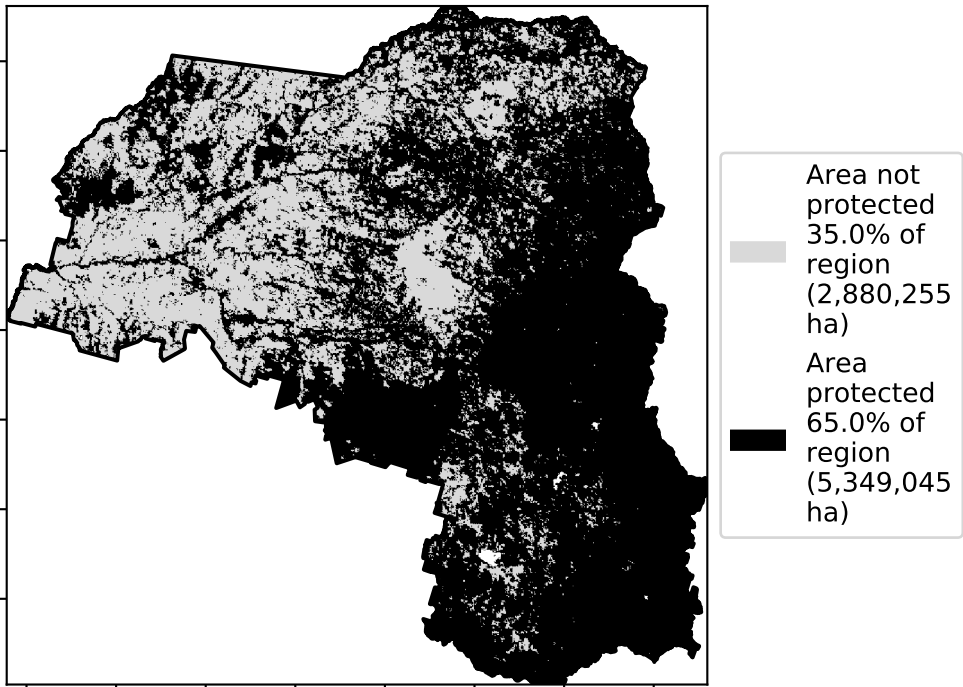 Area not
protected
35.0% of
region
(2,880,255
ha)
Area
protected
65.0% of
region
(5,349,045
ha)